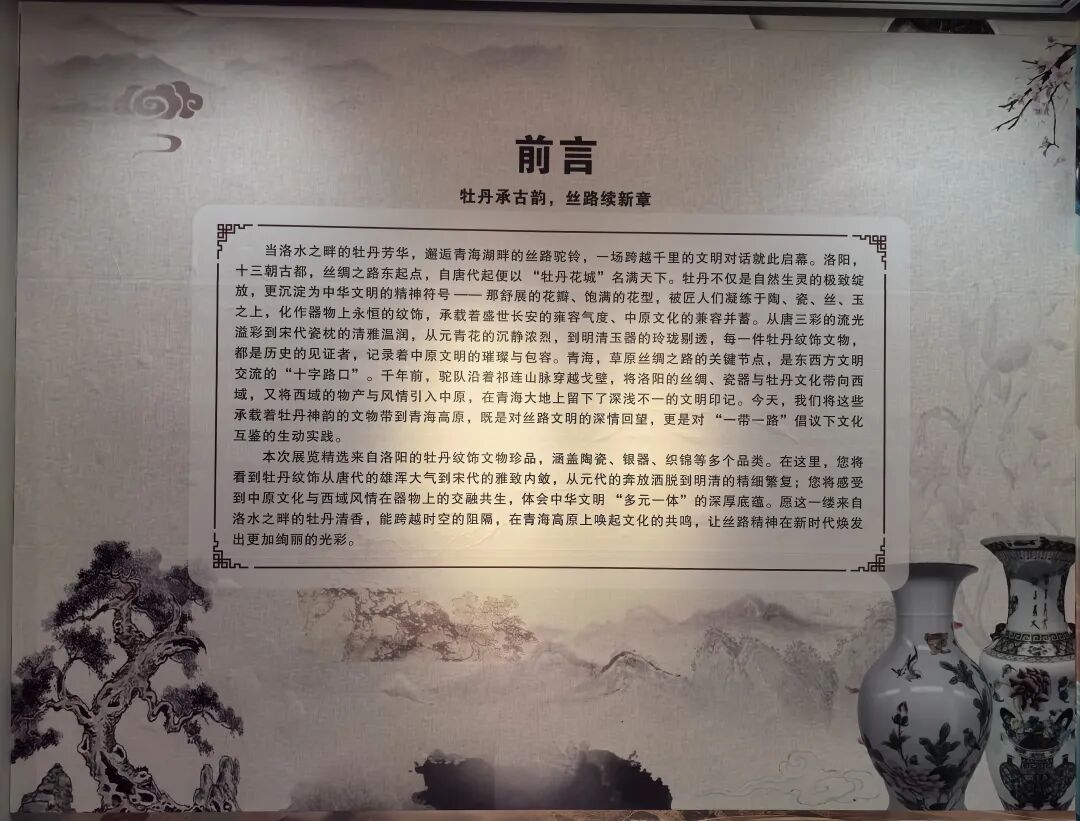 前言
牡丹承古韵，丝路续新章
当洛水之畔的牡丹芳华，邂逅青海湖畔的丝路驼铃，一场跨越千里的文明对话就此启幕。洛阳，
十三朝古都，丝绸之路东起点，自唐代起便以“牡丹花城”名满天下。牡丹不仅是自然生灵的极致绽
放，更沉淀为中华文明的精神符号——那舒展的花瓣、饱满的花型，被匠人们凝练于陶、瓷、丝、玉
之上，化作器物上永恒的纹饰，承载着盛世长安的雍容气度、中原文化的兼容并蓄。从唐三彩的流光
溢彩到宋代瓷枕的清雅温润，从元青花的沉静浓烈，到明清玉器的玲珑剔透，每一件牡丹纹饰文物，
都是历史的见证者，记录着中原文明的璀璨与包容。青海，草原丝绸之路的关键节点，是东西方文明
交流的“十字路口”。千年前，驼队沿着祁连山脉穿越戈壁，将洛阳的丝绸、瓷器与牡丹文化带向西
域，又将西域的物产与风情引入中原，在青海大地上留下了深浅不一的文明印记。今天，我们将这些
承载着牡丹神韵的文物带到青海高原，既是对丝路文明的深情回望，更是对“一带一路”倡议下文化
互鉴的生动实践。
本次展览精选来自洛阳的牡丹纹饰文物珍品，涵盖陶瓷、银器、织锦等多个品类。在这里，您将
看到牡丹纹饰从唐代的雄浑大气到宋代的雅致内敛，从元代的奔放洒脱到明清的精细繁复；您将感受
到中原文化与西域风情在器物上的交融共生，体会中华文明“多元一体”的深厚底蕴。愿这一缕来自
洛水之畔的牡丹清香，能跨越时空的阻隔，在青海高原上唤起文化的共鸣，让丝路精神在新时代焕发
出更加绚丽的光彩。